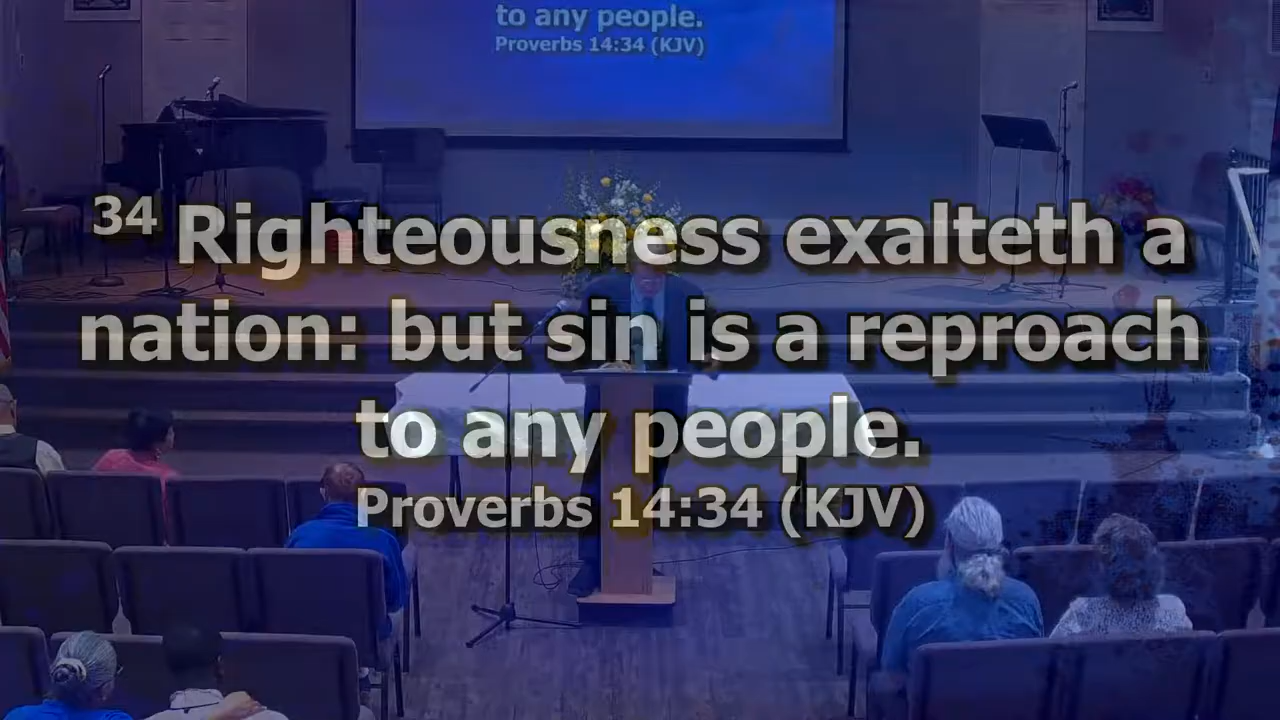 to any people.
Proverbs 14:34 (KJV)
34 Righteousness exalteth a
nation: but sin is a reproach
to any people.
Proverbs 14:34 (KJV)